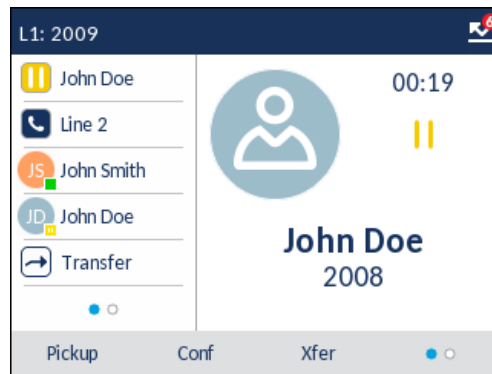 L1: 2009
6
John Doe
Line 2
JS John Smith
JD John Doe
Transfer
00:19
John Doe
2008
Pickup Conf Xfer